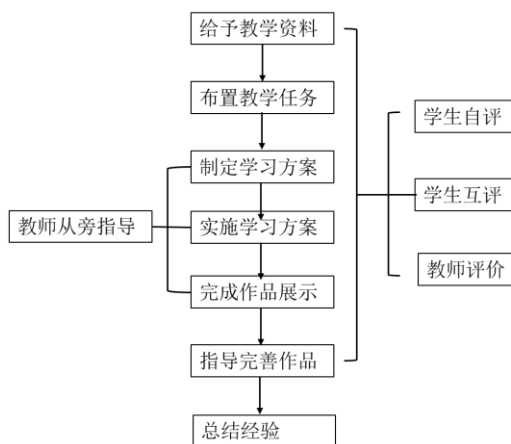 给予教学资料
布置教学任务
学生自评
制定学习方案
学生互评
教师从旁指导
实施学习方案
教师评价
完成作品展示
指导完善作品
总结经验